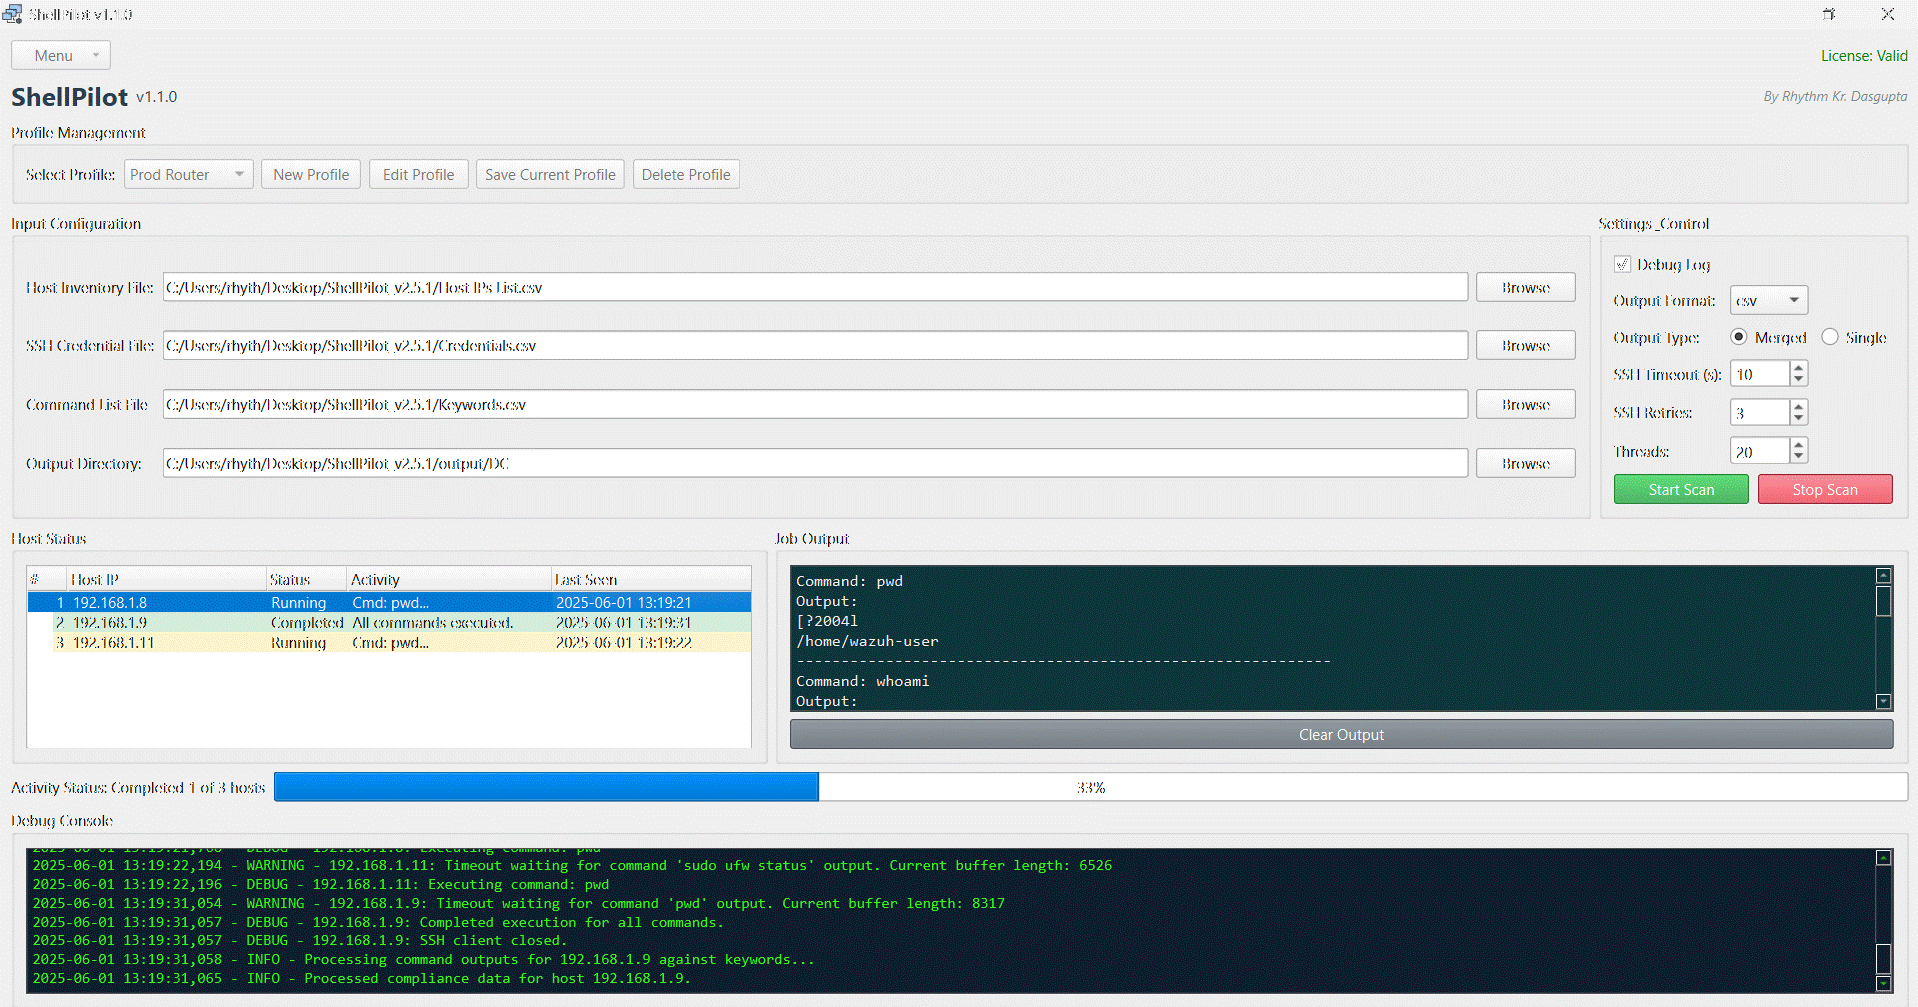 ShellPilot v1.1.0
Menu
License: Valid
ShellPilot v1.1.0
By Rhythm Kr. Dasgupta
Profile Management
Select Profile: Prod Router New Profile Edit Profile Save Current Profile Delete Profile
Input Configuration
Host Inventory File: C:/Users/rhyth/Desktop/ShellPilot_v2.5.1/Host IPs List.csv Browse
SSH Credential File: C:/Users/rhyth/Desktop/ShellPilot_v2.5.1/Credentials.csv Browse
Command List File C:/Users/rhyth/Desktop/ShellPilot_v2.5.1/Keywords.csv Browse
Output Directory: C:/Users/rhyth/Desktop/ShellPilot_v2.5.1/output/DC Browse
Settings_Control
Debug Log
Output Format: csv
Output Type: Merged Single
SSH Timeout (s): 10
SSH Retries: 3
Threads: 20
Start Scan Stop Scan
Host Status
# Host IP Status Activity Last Seen
1 192.168.1.8 Running Cmd: pwd... 2025-06-01 13:19:21
2 192.168.1.9 Completed All commands executed. 2025-06-01 13:19:31
3 192.168.1.11 Running Cmd: pwd... 2025-06-01 13:19:22
Job Output
Command: pwd
Output:
[?2004l
/home/wazuh-user
------------------------------------------------------------
Command: whoami
Output:
Clear Output
Activity Status: Completed 1 of 3 hosts 33%
Debug Console
2025-06-01 13:19:22,194 - WARNING - 192.168.1.11: Timeout waiting for command 'sudo ufw status' output. Current buffer length: 6526
2025-06-01 13:19:22,196 - DEBUG - 192.168.1.11: Executing command: pwd
2025-06-01 13:19:31,054 - WARNING - 192.168.1.9: Timeout waiting for command 'pwd' output. Current buffer length: 8317
2025-06-01 13:19:31,057 - DEBUG - 192.168.1.9: Completed execution for all commands.
2025-06-01 13:19:31,057 - DEBUG - 192.168.1.9: SSH client closed.
2025-06-01 13:19:31,058 - INFO - Processing command outputs for 192.168.1.9 against keywords...
2025-06-01 13:19:31,065 - INFO - Processed compliance data for host 192.168.1.9.